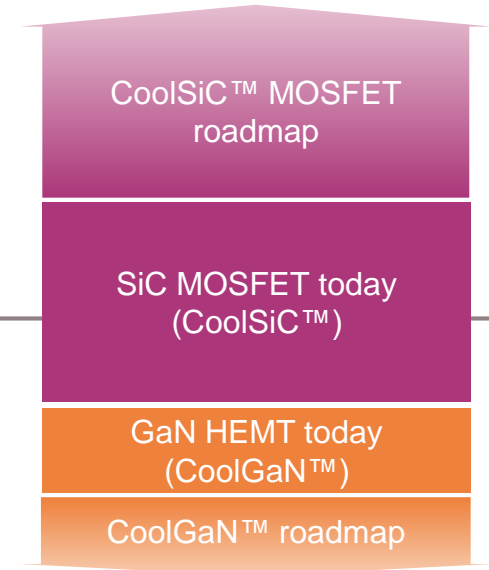 CoolSiC™ MOSFET
roadmap
SiC MOSFET today
(CoolSiC™)
GaN HEMT today
(CoolGaN™)
CoolGaN™ roadmap